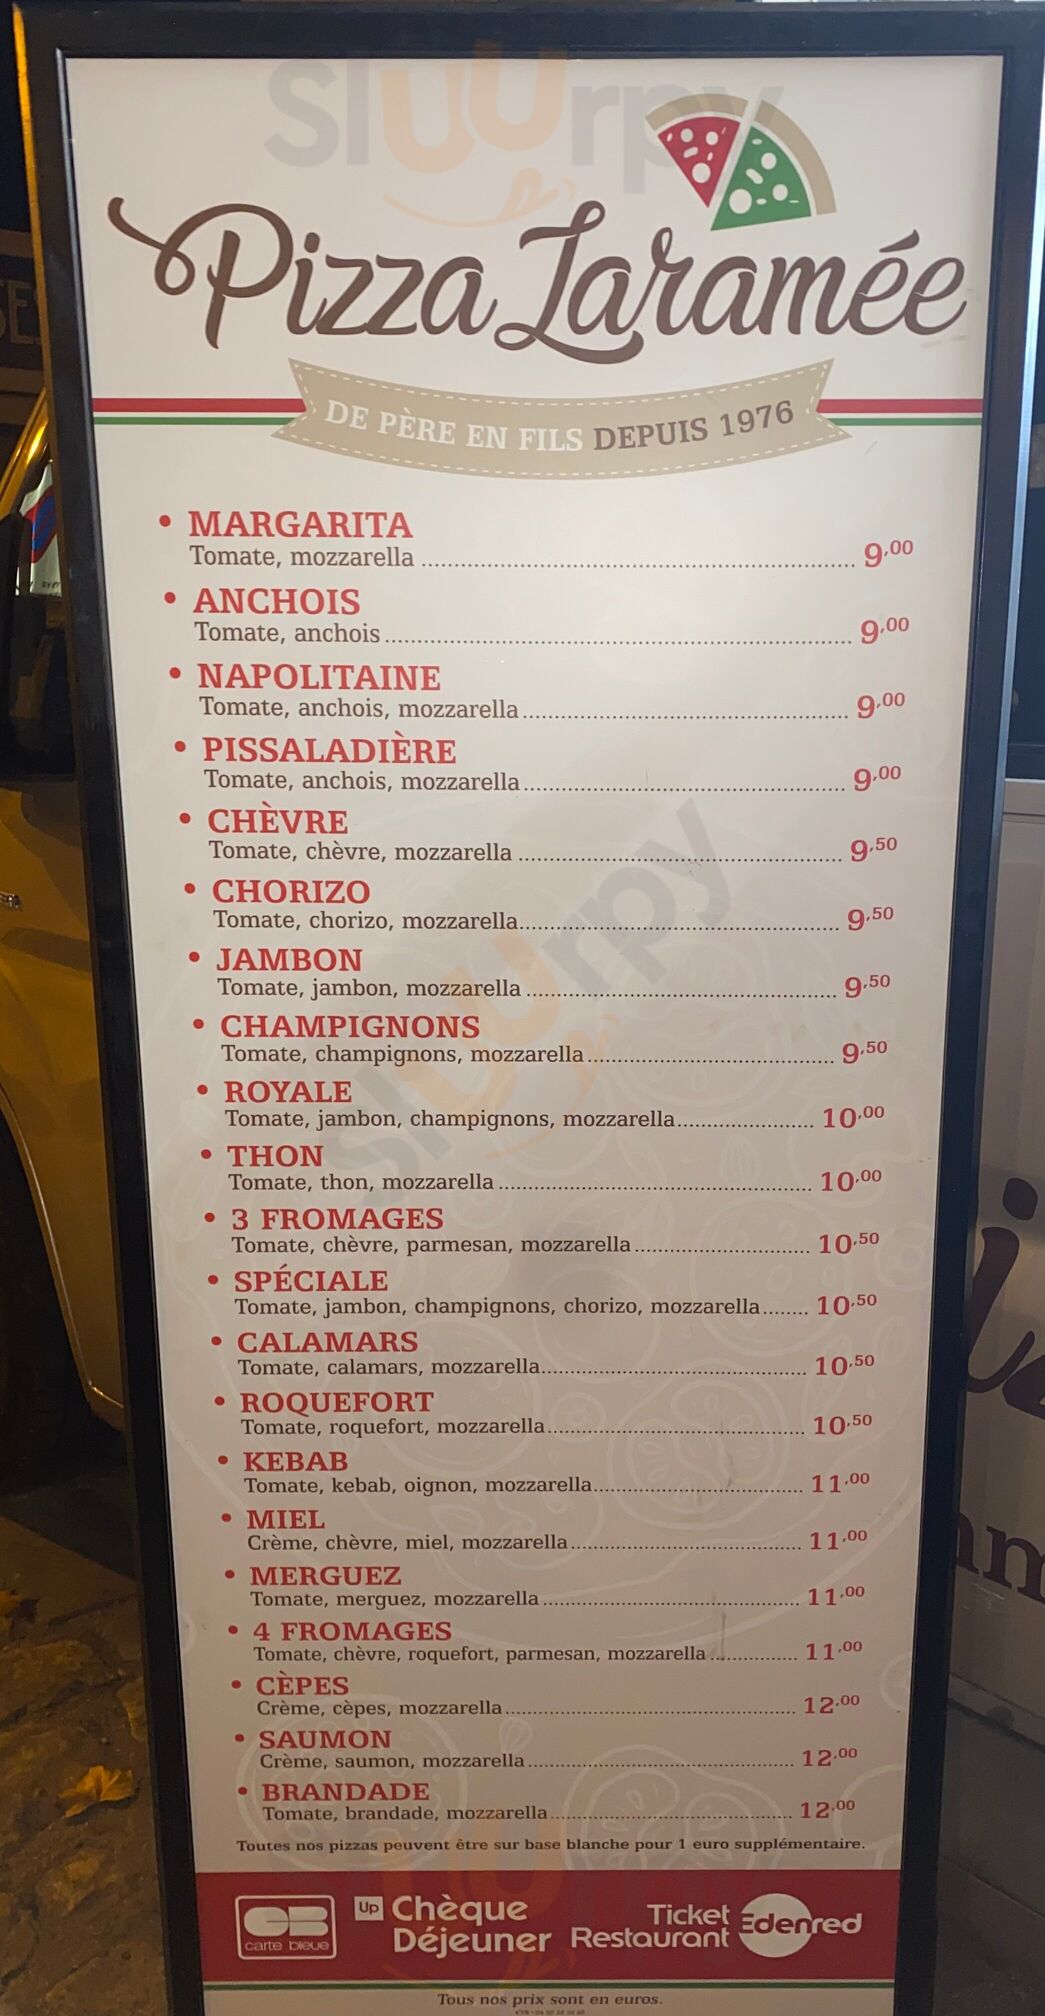 Sluurpy
Pizza Laramée
DE PÈRE EN FILS DEPUIS 1976
• MARGARITA
Tomate, mozzarella 9,00
• ANCHOIS
Tomate, anchois 9,00
• NAPOLITAINE
Tomate, anchois, mozzarella 9,00
• PISSALADIÈRE
Tomate, anchois, mozzarella 9,00
• CHÈVRE
Tomate, chèvre, mozzarella 9,50
• CHORIZO
Tomate, chorizo, mozzarella 9,50
• JAMBON
Tomate, jambon, mozzarella 9,50
• CHAMPIGNONS
Tomate, champignons, mozzarella 9,50
• ROYALE
Tomate, jambon, champignons, mozzarella 10,00
• THON
Tomate, thon, mozzarella 10,00
• 3 FROMAGES
Tomate, chèvre, parmesan, mozzarella 10,50
• SPÉCIALE
Tomate, jambon, champignons, chorizo, mozzarella 10,50
• CALAMARS
Tomate, calamars, mozzarella 10,50
• ROQUEFORT
Tomate, roquefort, mozzarella 10,50
• KEBAB
Tomate, kebab, oignon, mozzarella 11,00
• MIEL
Crème, chèvre, miel, mozzarella 11,00
• MERGUEZ
Tomate, merguez, mozzarella 11,00
• 4 FROMAGES
Tomate, chèvre, roquefort, parmesan, mozzarella 11,00
• CÈPES
Crème, cèpes, mozzarella 12,00
• SAUMON
Crème, saumon, mozzarella 12,00
• BRANDADE
Tomate, brandade, mozzarella 12,00
Toutes nos pizzas peuvent être sur base blanche pour 1 euro supplémentaire.
CB carte bleue
Up Chèque Déjeuner
Ticket Restaurant Edenred
Tous nos prix sont en euros.